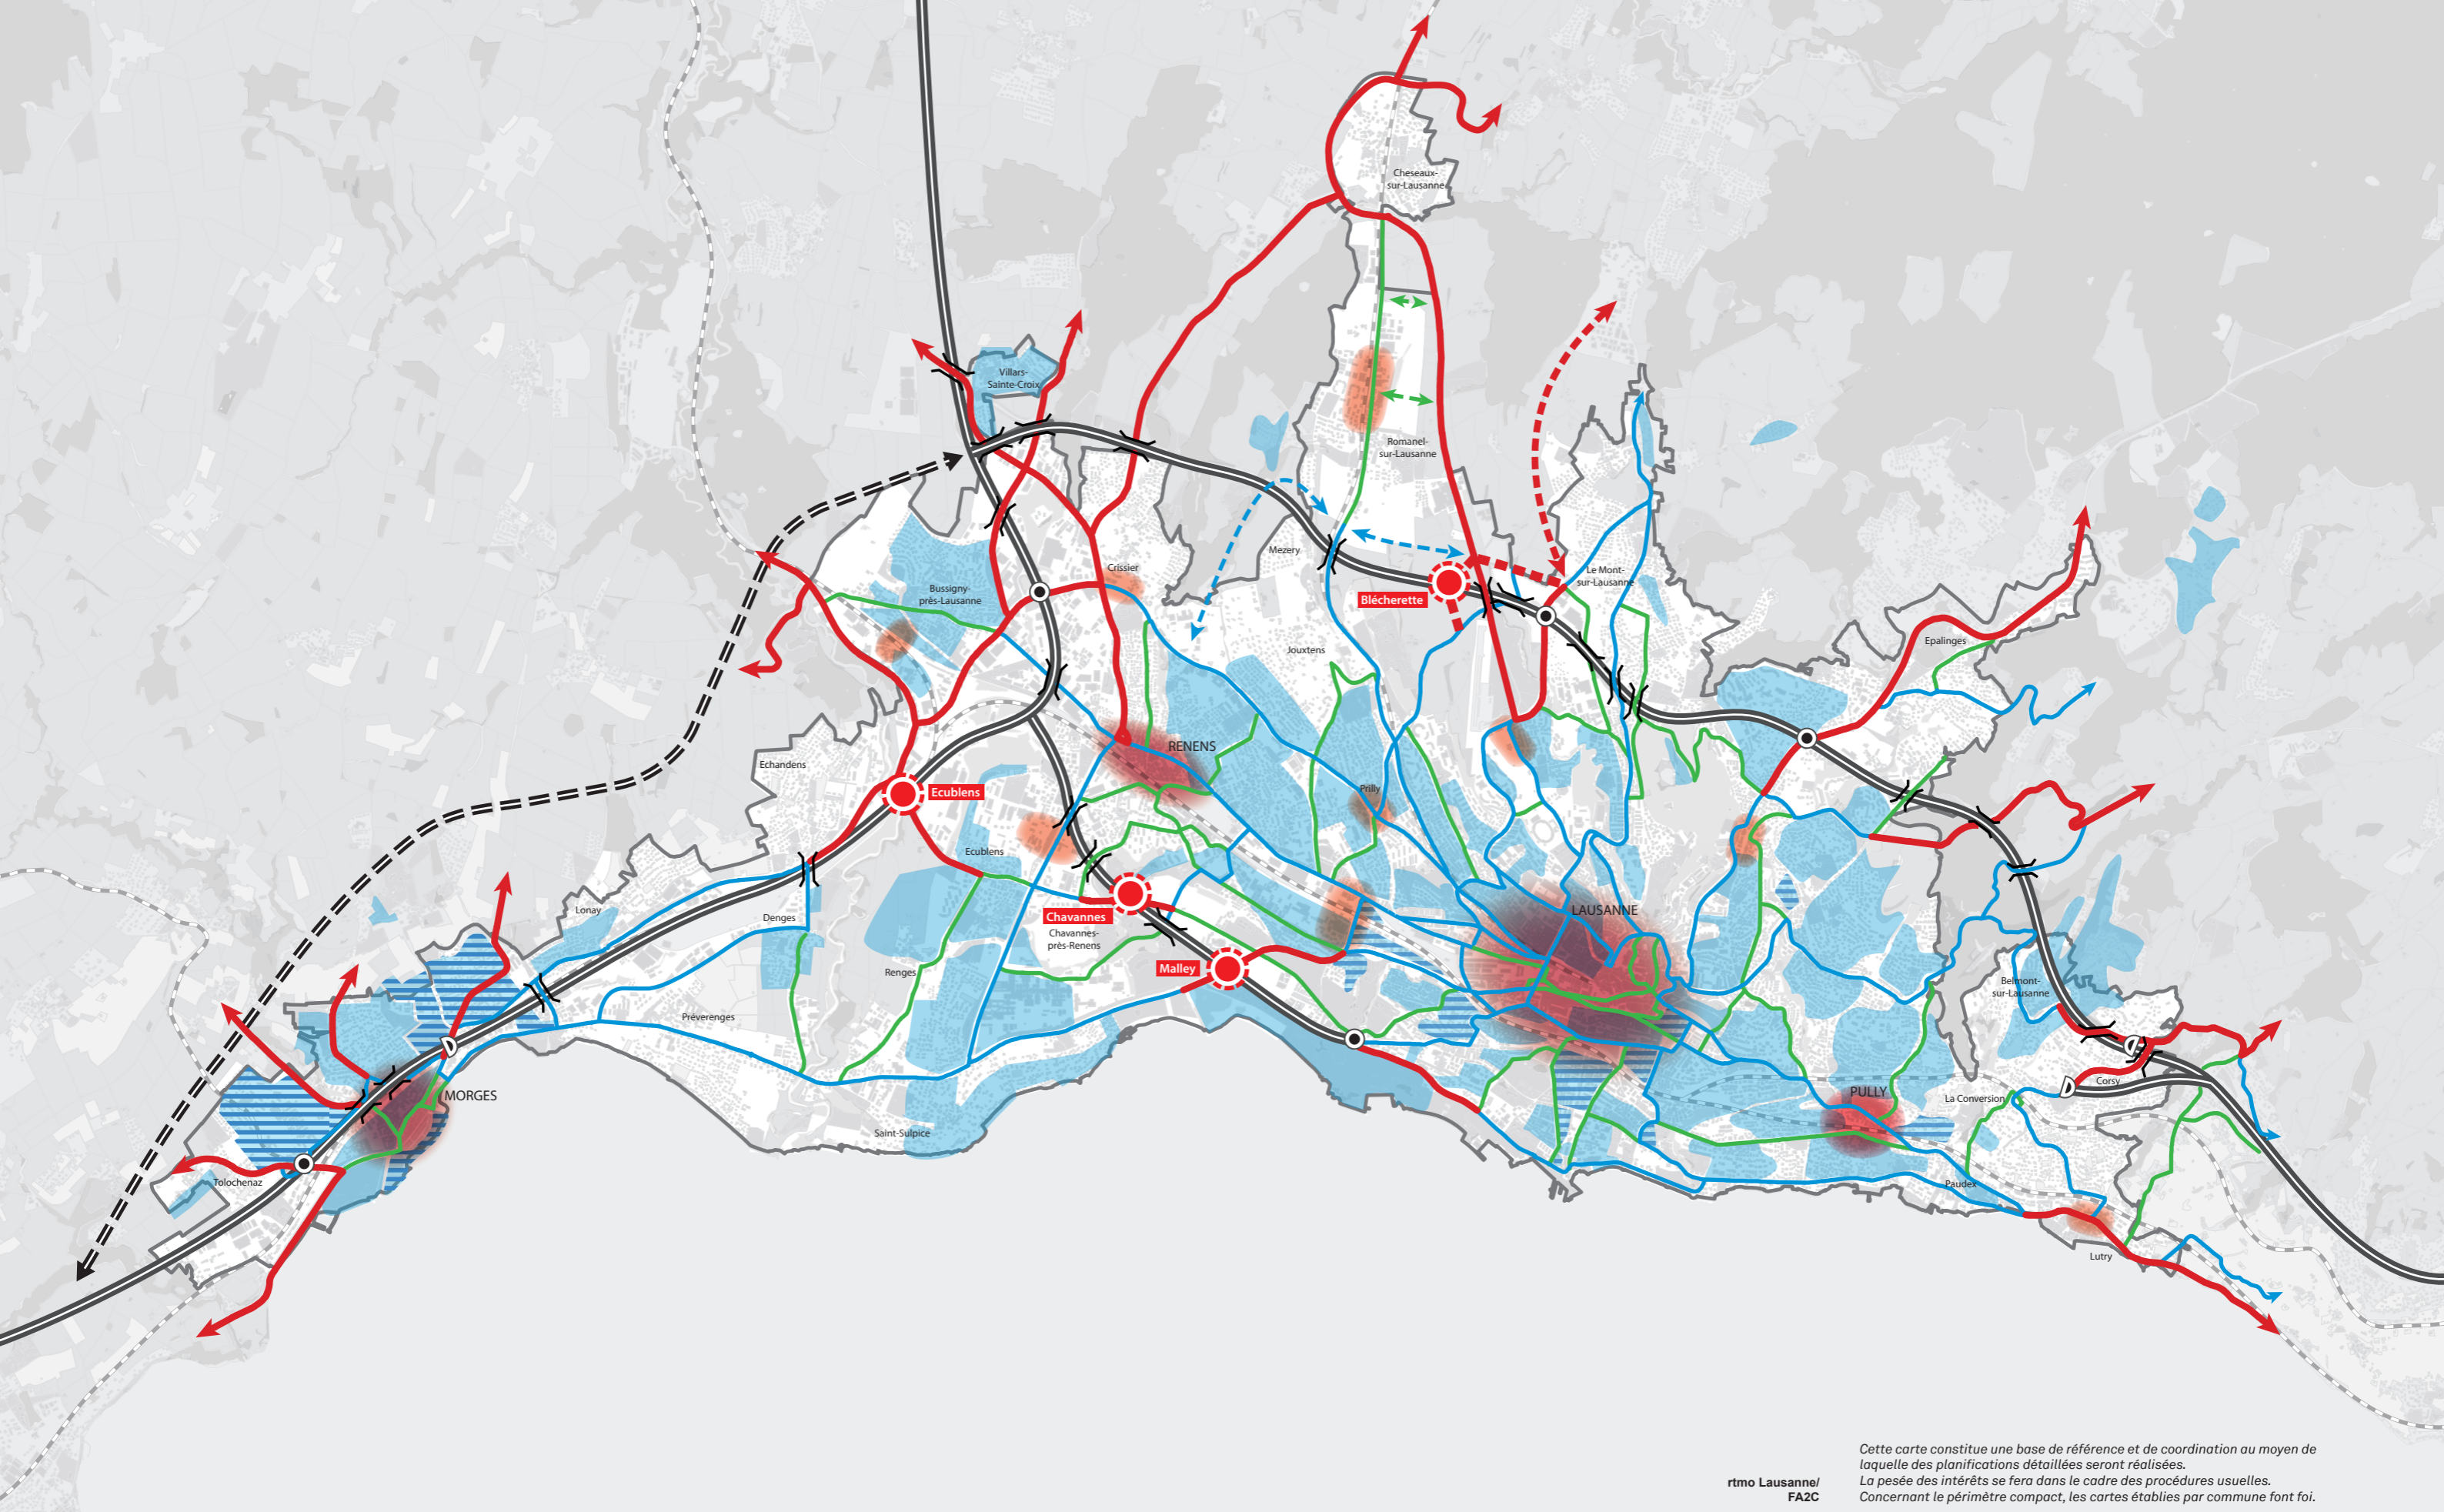 Cheseaux-
sur-Lausanne
Villars-
Sainte-Croix
Romanel-
sur-Lausanne
Mezery
Crissier
Le Mont-
sur-Lausanne
Bussigny-
près-Lausanne
Blécherette
Epalinges
Jouxtens
RENENS
Echandens
Ecublens
Prilly
Ecublens
LAUSANNE
Lonay
Denges
Chavannes
Chavannes-
près-Renens
Renges
Malley
Belmont-
sur-Lausanne
Préverenges
MORGES
PULLY
Corsy
La Conversion
Saint-Sulpice
Tolochenaz
Paudex
Lutry
rtmo Lausanne/
FA2C
Cette carte constitue une base de référence et de coordination au moyen de
laquelle des planifications détaillées seront réalisées.
La pesée des intérêts se fera dans le cadre des procédures usuelles.
Concernant le périmètre compact, les cartes établies par commune font foi.